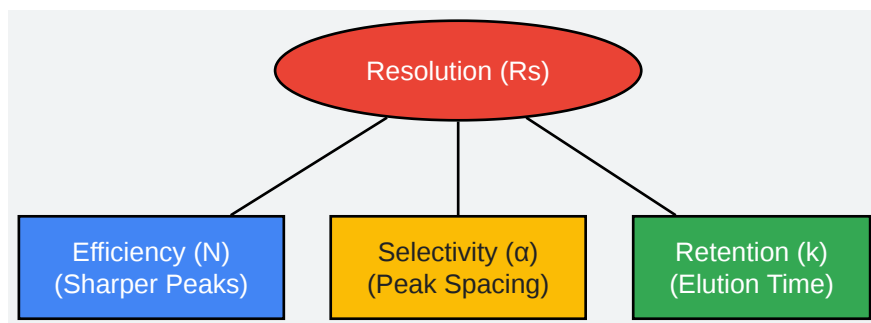 Resolution (Rs)
Efficiency (N)
(Sharper Peaks)
Selectivity (α)
(Peak Spacing)
Retention (k)
(Elution Time)